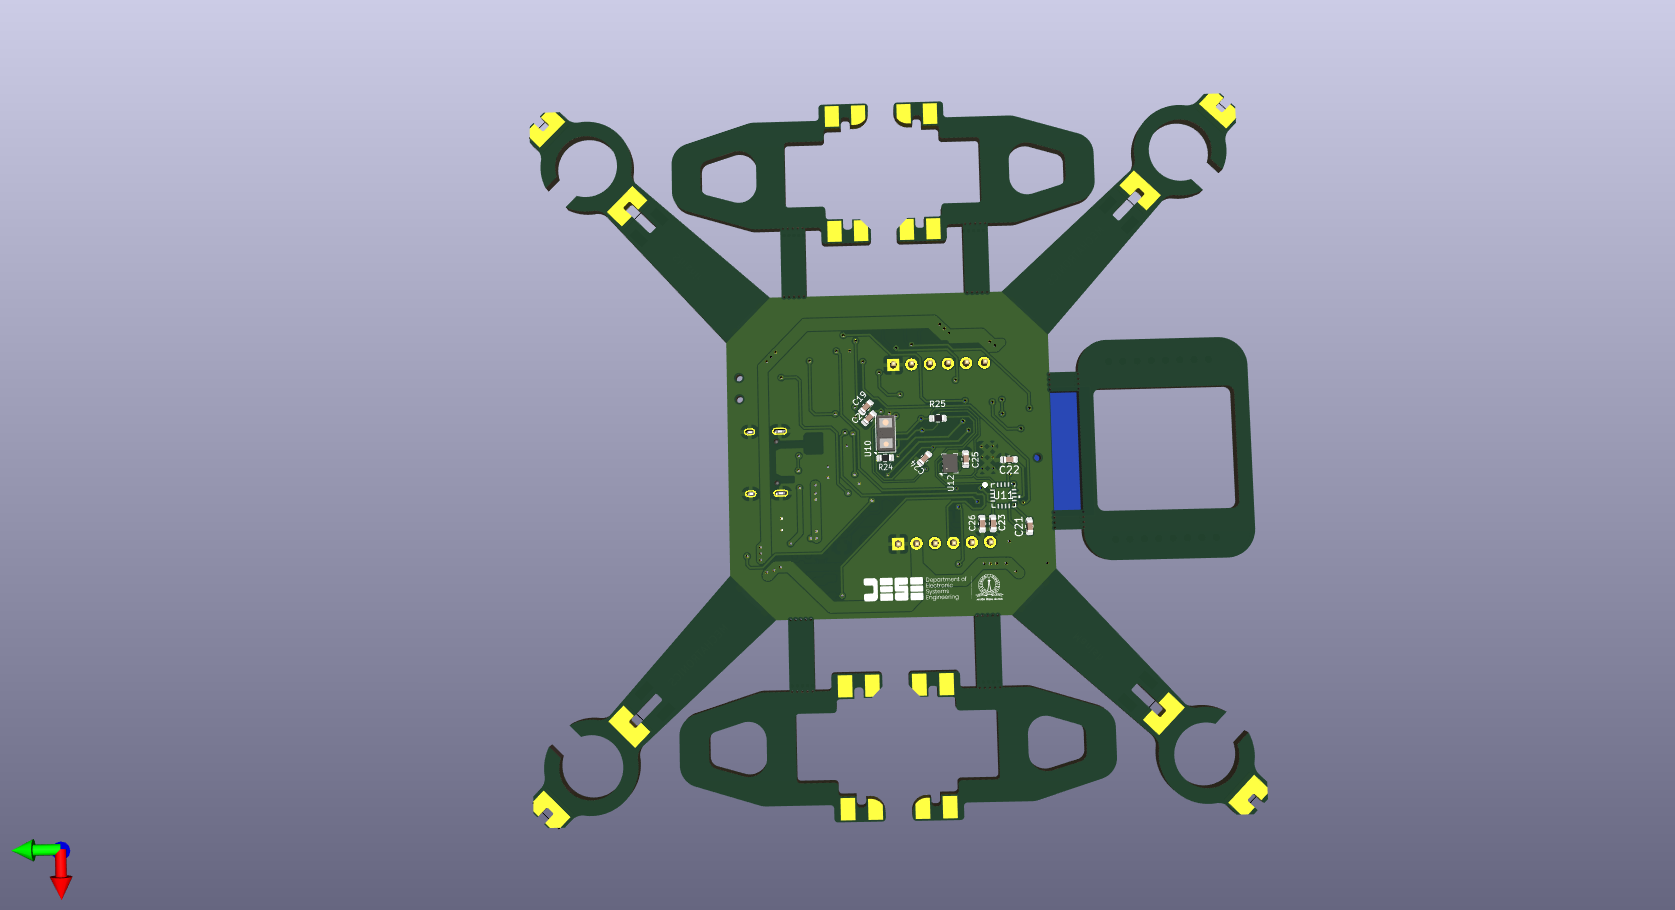 C19
R25
U10
R24
C25
C22
U12
U11
C26
C23
C21
DESE
Department of
Electronic
Systems
Engineering